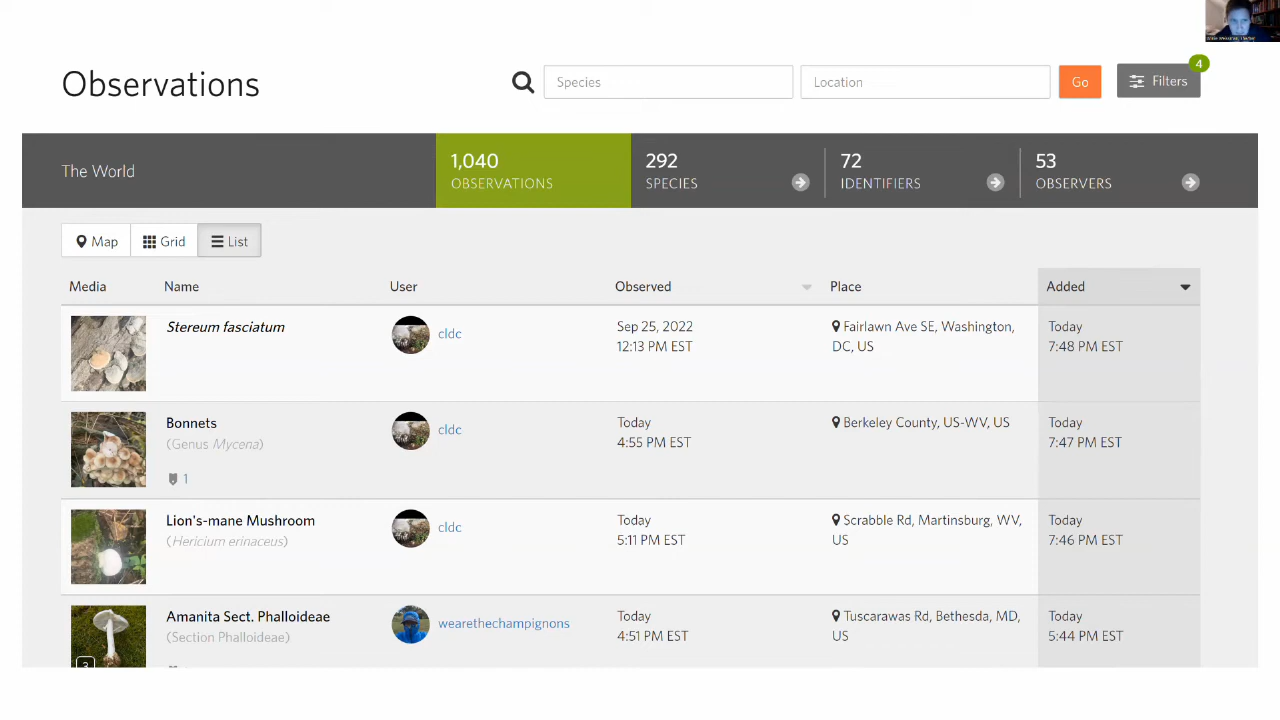 Observations
Species
Location
Go
Filters
4
The World
1,040
OBSERVATIONS
292
SPECIES
72
IDENTIFIERS
53
OBSERVERS
Map
Grid
List
Media
Name
User
Observed
Place
Added
Stereum fasciatum
cldc
Sep 25, 2022
12:13 PM EST
Fairlawn Ave SE, Washington,
DC, US
Today
7:48 PM EST
Bonnets
(Genus Mycena)
1
cldc
Today
4:55 PM EST
Berkeley County, US-WV, US
Today
7:47 PM EST
Lion's-mane Mushroom
(Hericium erinaceus)
cldc
Today
5:11 PM EST
Scrabble Rd, Martinsburg, WV,
US
Today
7:46 PM EST
Amanita Sect. Phalloideae
(Section Phalloideae)
wearethechampignons
Today
4:51 PM EST
Tuscarawas Rd, Bethesda, MD,
US
Today
5:44 PM EST